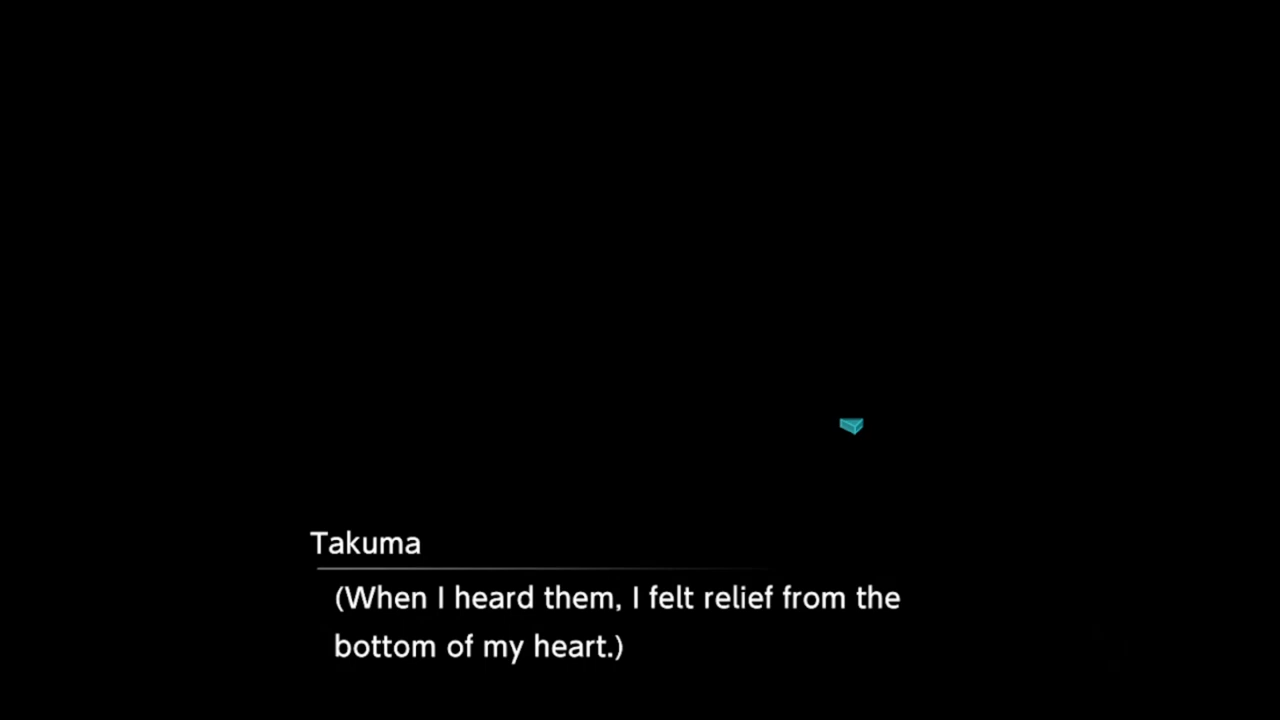 Takuma
(When I heard them, I felt relief from the
bottom of my heart.)